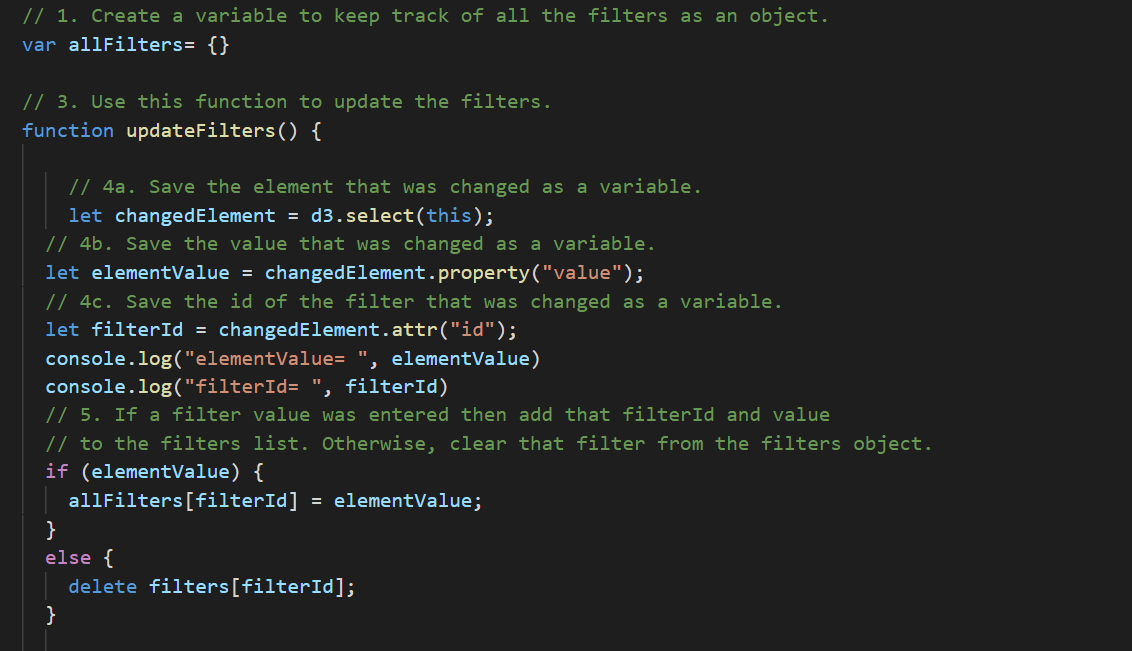 // 1. Create a variable to keep track of all the filters as an object.
var allFilters= {}
// 3. Use this function to update the filters.
function updateFilters() {
// 4a. Save the element that was changed as a variable.
let changedElement = d3.select(this);
// 4b. Save the value that was changed as a variable.
let elementValue = changedElement.property("value");
// 4c. Save the id of the filter that was changed as a variable.
let filterId = changedElement.attr("id");
console.log("elementValue= ", elementValue)
console.log("filterId= ", filterId)
// 5. If a filter value was entered then add that filterId and value
// to the filters list. Otherwise, clear that filter from the filters object.
if (elementValue) {
allFilters[filterId] = elementValue;
}
else {
delete filters[filterId];
}